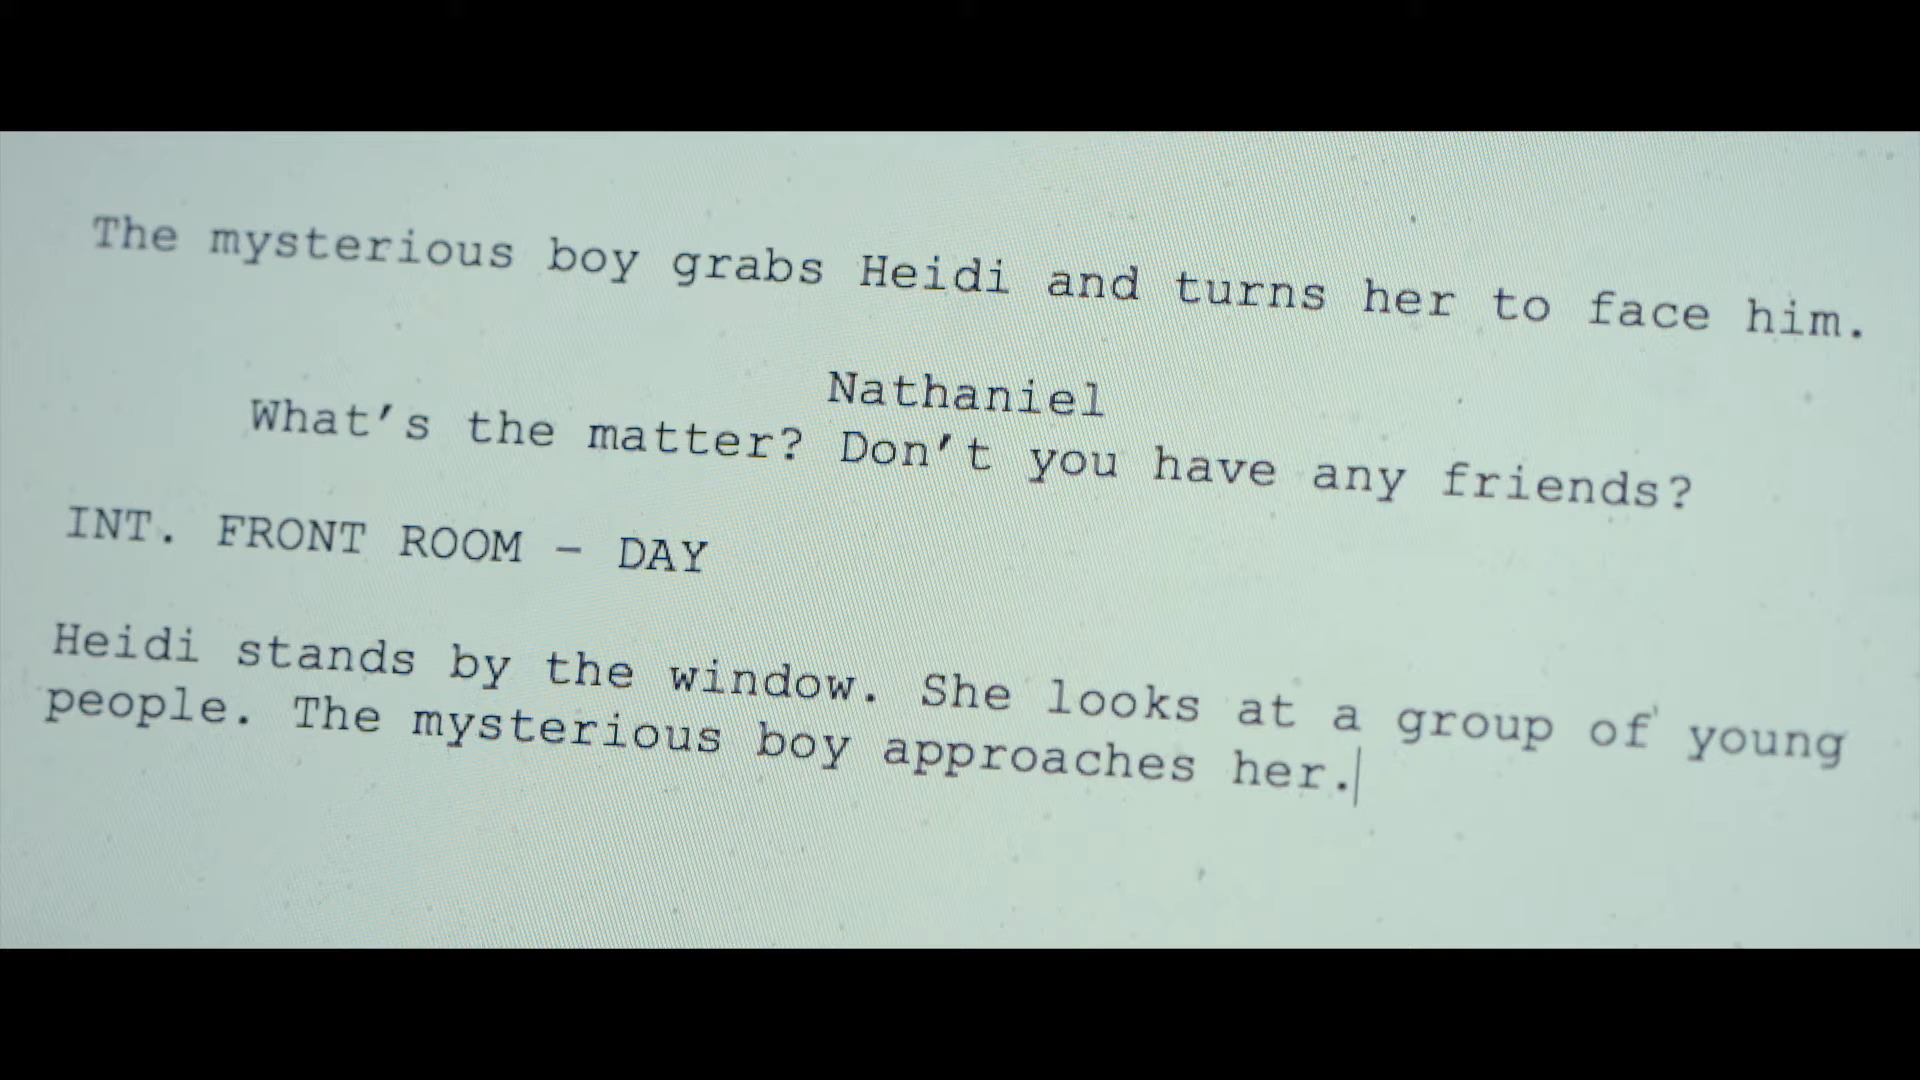 The mysterious boy grabs Heidi and turns her to face him.
Nathaniel
What's the matter? Don't you have any friends?
INT. FRONT ROOM - DAY
Heidi stands by the window. She looks at a group of young
people. The mysterious boy approaches her.